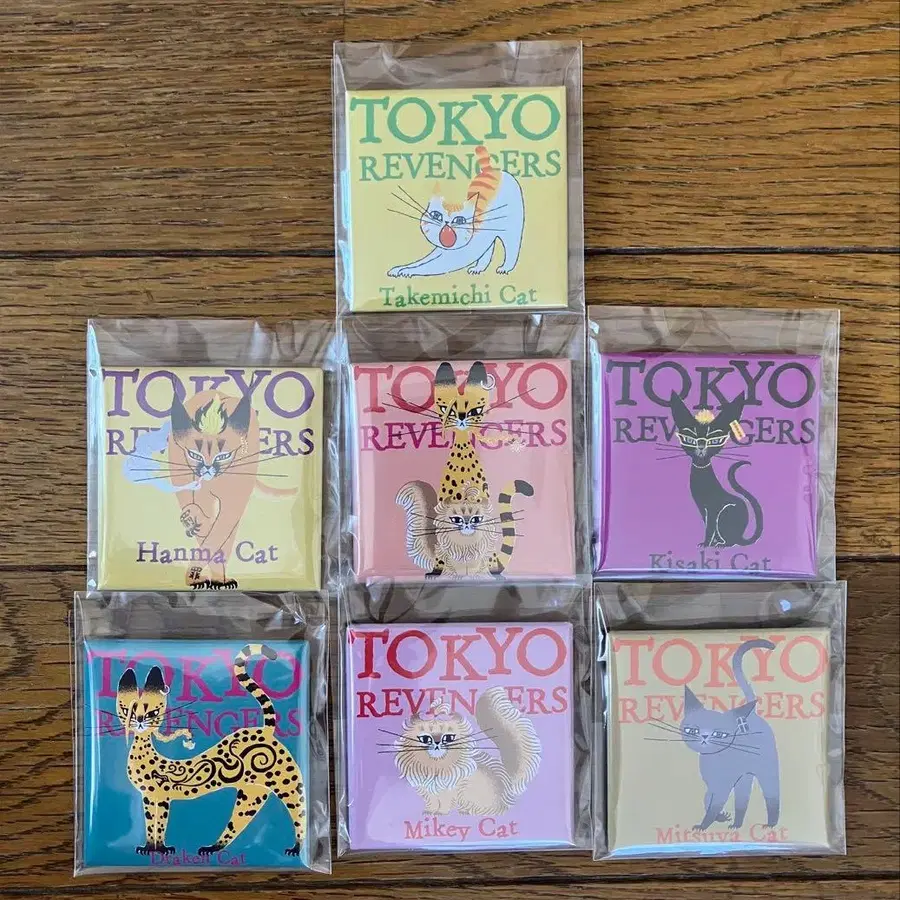 TOKYO
REVENGERS
Takemichi Cat
TOKYO
REVENGERS
Hanma Cat
TOKYO
REVENGERS
TOKYO
REVENGERS
Kisaki Cat
TOKYO
REVENGERS
Draken Cat
TOKYO
REVENGERS
Mikey Cat
TOKYO
REVENGERS
Mitsuya Cat